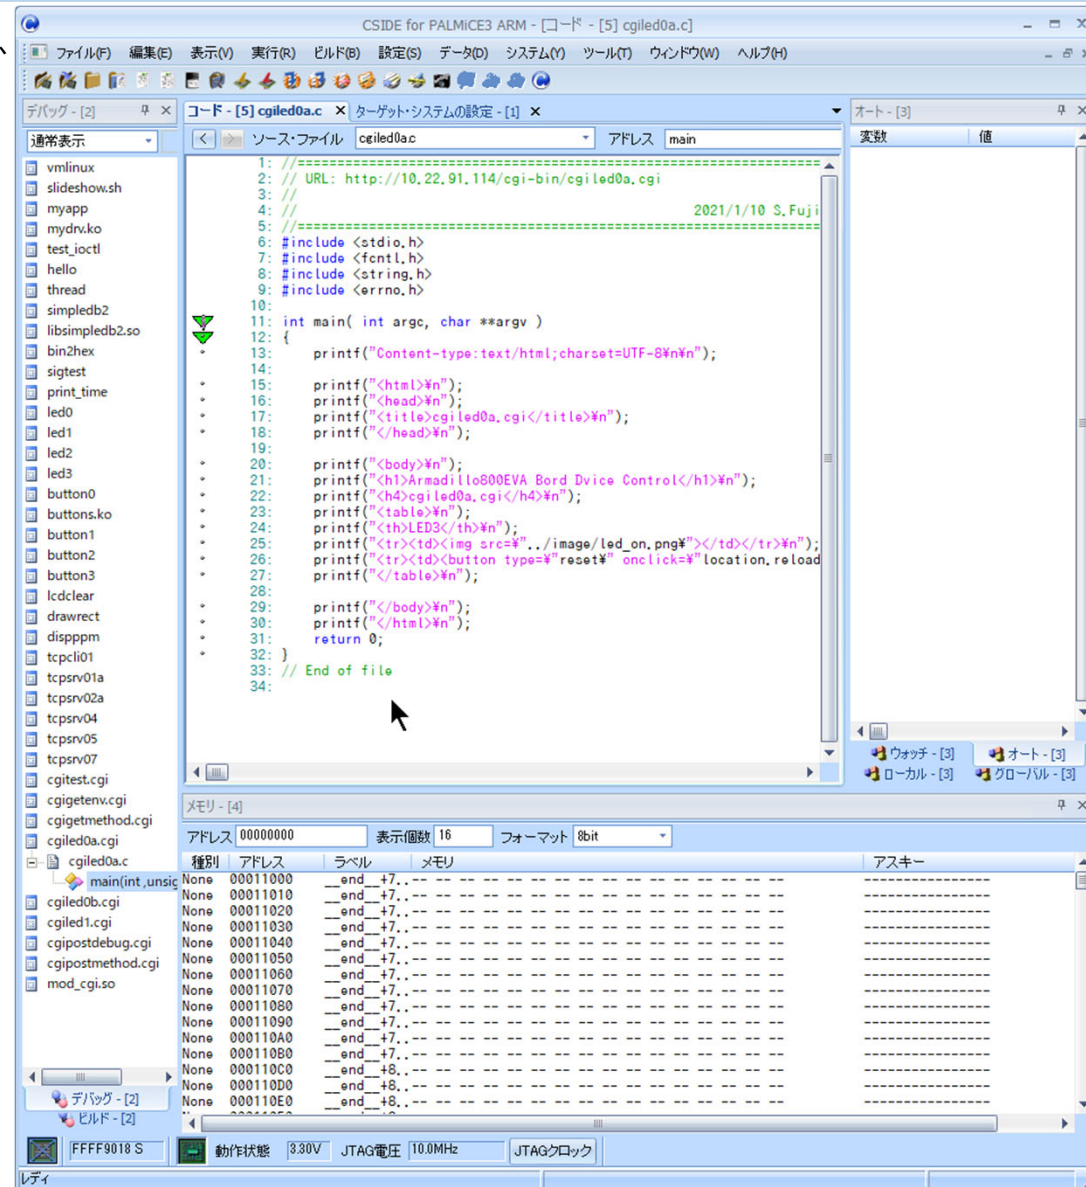 CSIDE for PALMiCE3 ARM - [コード - [5] cgiled0a.c]
ファイル(F) 編集(E) 表示(V) 実行(R) ビルド(B) 設定(S) データ(D) システム(Y) ツール(T) ウィンドウ(W) ヘルプ(H)
デバッグ - [2]
通常表示
vmlinux
slideshow.sh
myapp
mydrv.ko
test_ioctl
hello
thread
simpledb2
libsimpledb2.so
bin2hex
sigtest
print_time
led0
led1
led2
led3
button0
buttons.ko
button1
button2
button3
lcdclear
drawrect
dispppm
tcpcli01
tcpsrv01a
tcpsrv02a
tcpsrv04
tcpsrv05
tcpsrv07
cgitest.cgi
cgigetenv.cgi
cgigetmethod.cgi
cgiled0a.cgi
cgiled0a.c
main(int ,unsig
cgiled0b.cgi
cgiled1.cgi
cgipostdebug.cgi
cgipostmethod.cgi
mod_cgi.so
デバッグ - [2]
ビルド - [2]
コード - [5] cgiled0a.c ターゲット・システムの設定 - [1]
ソース・ファイル cgiled0a.c アドレス main
1: //===================================================================
2: // URL: http://10.22.91.114/cgi-bin/cgiled0a.cgi
3: //
4: // 2021/1/10 S.Fuji
5: //===================================================================
6: #include <stdio.h>
7: #include <fcntl.h>
8: #include <string.h>
9: #include <errno.h>
10:
11: int main( int argc, char **argv )
12: {
13: printf("Content-type:text/html;charset=UTF-8¥n¥n");
14:
15: printf("<html>¥n");
16: printf("<head>¥n");
17: printf("<title>cgiled0a.cgi</title>¥n");
18: printf("</head>¥n");
19:
20: printf("<body>¥n");
21: printf("<h1>Armadillo800EVA Bord Dvice Control</h1>¥n");
22: printf("<h4>cgiled0a.cgi</h4>¥n");
23: printf("<table>¥n");
24: printf("<th>LED3</th>¥n");
25: printf("<tr><td><img src=¥"../image/led_on.png¥"></td></tr>¥n");
26: printf("<tr><td><button type=¥"reset¥" onclick=¥"location.reload
27: printf("</table>¥n");
28:
29: printf("</body>¥n");
30: printf("</html>¥n");
31: return 0;
32: }
33: // End of file
34:
オート - [3]
変数 値
ウォッチ - [3] オート - [3]
ローカル - [3] グローバル - [3]
メモリ - [4]
アドレス 00000000 表示個数 16 フォーマット 8bit
種別 アドレス ラベル メモリ アスキー
None 00011000 __end__+7..-- -- -- -- -- -- -- -- -- -- -- -- -- -- -- -- ----------------
None 00011010 __end__+7..-- -- -- -- -- -- -- -- -- -- -- -- -- -- -- -- ----------------
None 00011020 __end__+7..-- -- -- -- -- -- -- -- -- -- -- -- -- -- -- -- ----------------
None 00011030 __end__+7..-- -- -- -- -- -- -- -- -- -- -- -- -- -- -- -- ----------------
None 00011040 __end__+7..-- -- -- -- -- -- -- -- -- -- -- -- -- -- -- -- ----------------
None 00011050 __end__+7..-- -- -- -- -- -- -- -- -- -- -- -- -- -- -- -- ----------------
None 00011060 __end__+7..-- -- -- -- -- -- -- -- -- -- -- -- -- -- -- -- ----------------
None 00011070 __end__+7..-- -- -- -- -- -- -- -- -- -- -- -- -- -- -- -- ----------------
None 00011080 __end__+7..-- -- -- -- -- -- -- -- -- -- -- -- -- -- -- -- ----------------
None 00011090 __end__+7..-- -- -- -- -- -- -- -- -- -- -- -- -- -- -- -- ----------------
None 000110A0 __end__+7..-- -- -- -- -- -- -- -- -- -- -- -- -- -- -- -- ----------------
None 000110B0 __end__+7..-- -- -- -- -- -- -- -- -- -- -- -- -- -- -- -- ----------------
None 000110C0 __end__+8..-- -- -- -- -- -- -- -- -- -- -- -- -- -- -- -- ----------------
None 000110D0 __end__+8..-- -- -- -- -- -- -- -- -- -- -- -- -- -- -- -- ----------------
None 000110E0 __end__+8..-- -- -- -- -- -- -- -- -- -- -- -- -- -- -- -- ----------------
FFFF9018 S 動作状態 3.30V JTAG電圧 10.0MHz JTAGクロック
レディ